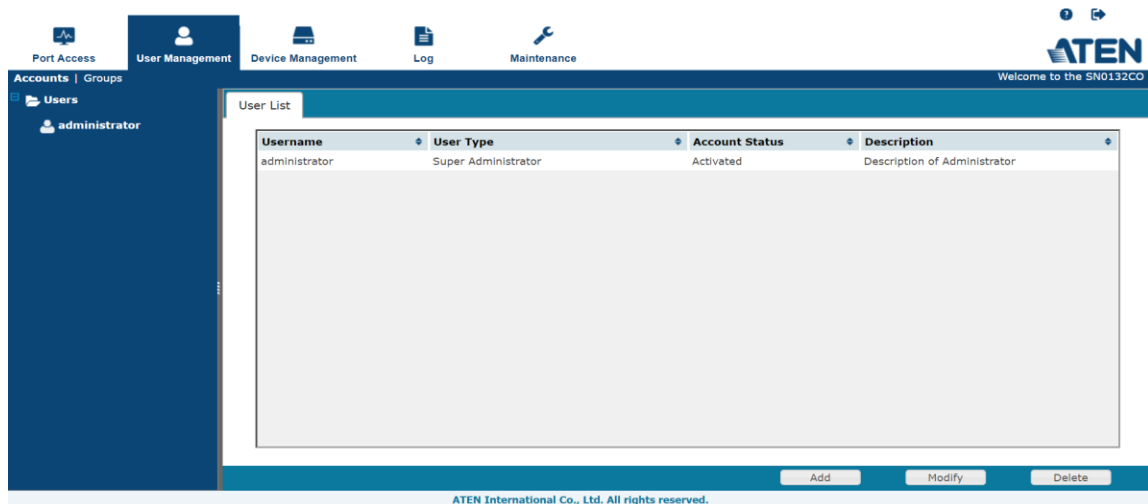 ATEN
Port Access User Management Device Management Log Maintenance
Accounts | Groups Welcome to the SN0132CO
Users
administrator
User List
Username User Type Account Status Description
administrator Super Administrator Activated Description of Administrator
Add Modify Delete
ATEN International Co., Ltd. All rights reserved.